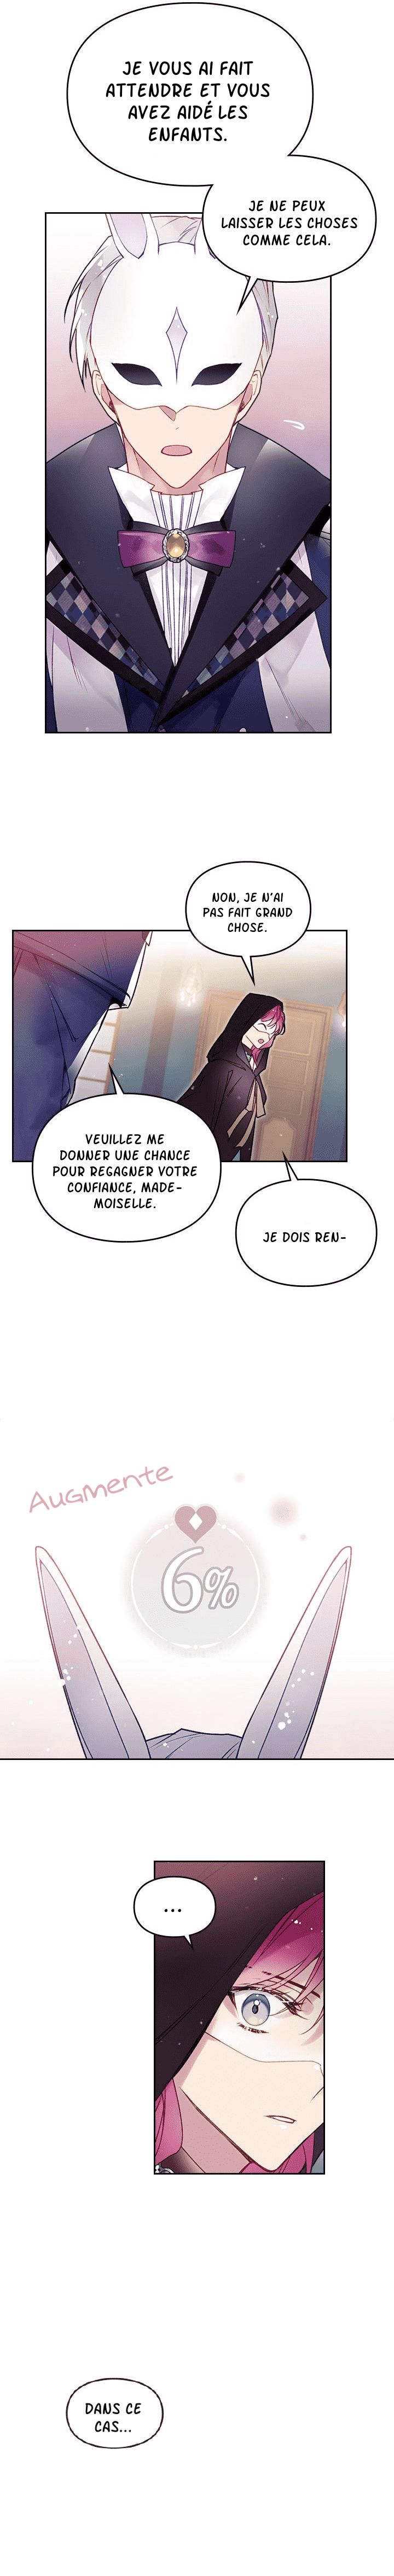 JE VOUS AI FAIT
ATTENDRE ET VOUS
AVEZ AIDÉ LES
ENFANTS.
JE NE PEUX
LAISSER LES CHOSES
COMME CELA.
NON, JE N'AI
PAS FAIT GRAND
CHOSE.
VEUILLEZ ME
DONNER UNE CHANCE
POUR REGAGNER VOTRE
CONFIANCE, MADE-
MOISELLE.
JE DOIS REN-
AUGMENTE
6%
...
DANS CE
CAS...